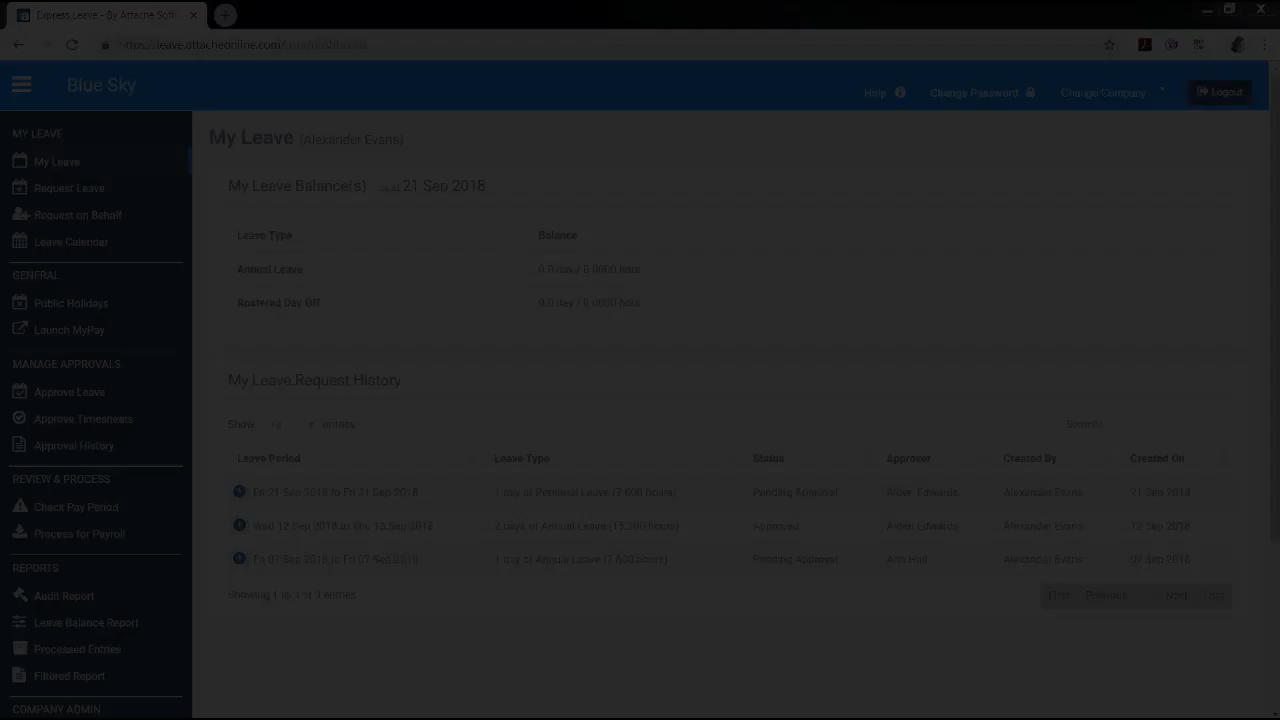 Express Leave - By Attache Soft
https://leave.attacheonline.com/
Blue Sky
Help
Change Password
Change Company
Logout
MY LEAVE
My Leave
Request Leave
Request on Behalf
Leave Calendar
GENERAL
Public Holidays
Launch MyPay
MANAGE APPROVALS
Approve Leave
Approve Timesheets
Approval History
REVIEW & PROCESS
Check Pay Period
Process for Payroll
REPORTS
Audit Report
Leave Balance Report
Processed Entries
Filtered Report
COMPANY ADMIN
My Leave (Alexander Evans)
My Leave Balance(s) as at 21 Sep 2018
Leave Type Balance
Annual Leave 0.0 day / 0.0000 hour
Rostered Day Off 0.0 day / 0.0000 hour
My Leave Request History
Show 10 entries Search:
Leave Period Leave Type Status Approver Created By Created On
Fri 21 Sep 2018 to Fri 21 Sep 2018 1 day of Personal Leave (7.600 hours) Pending Approval Aiden Edwards Alexander Evans 21 Sep 2018
Wed 12 Sep 2018 to Thu 13 Sep 2018 2 days of Annual Leave (15.200 hours) Approved Aiden Edwards Alexander Evans 12 Sep 2018
Fri 07 Sep 2018 to Fri 07 Sep 2018 1 day of Annual Leave (7.600 hours) Pending Approval Ann Hall Alexander Evans 07 Sep 2018
Showing 1 to 3 of 3 entries
First Previous Next Last